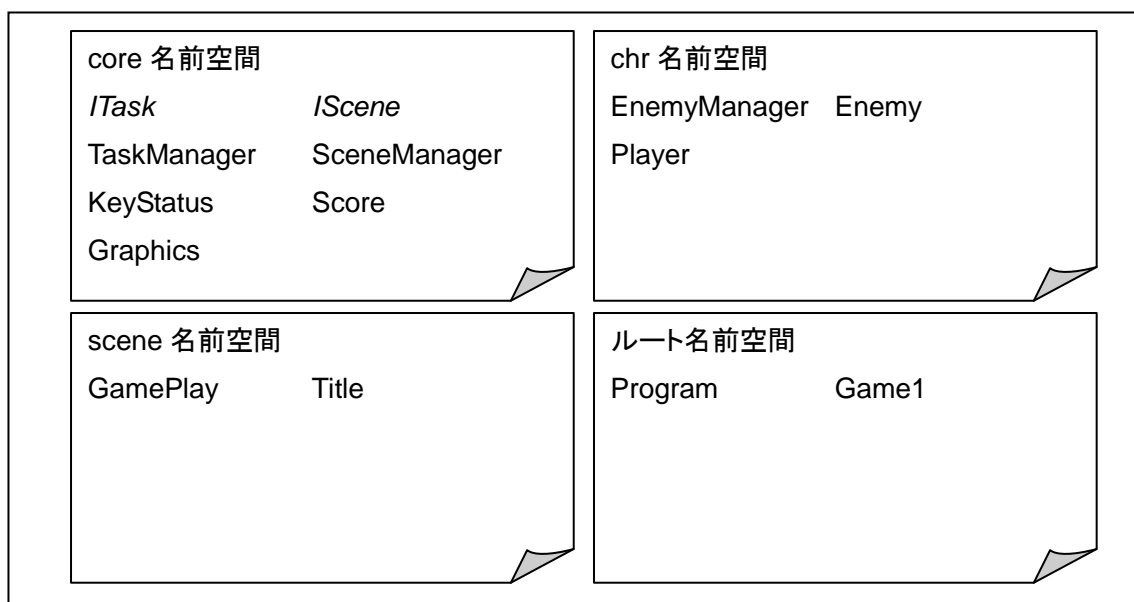 core 名前空間
ITask IScene
TaskManager SceneManager
KeyStatus Score
Graphics
chr 名前空間
EnemyManager Enemy
Player
scene 名前空間
GamePlay Title
ルート名前空間
Program Game1